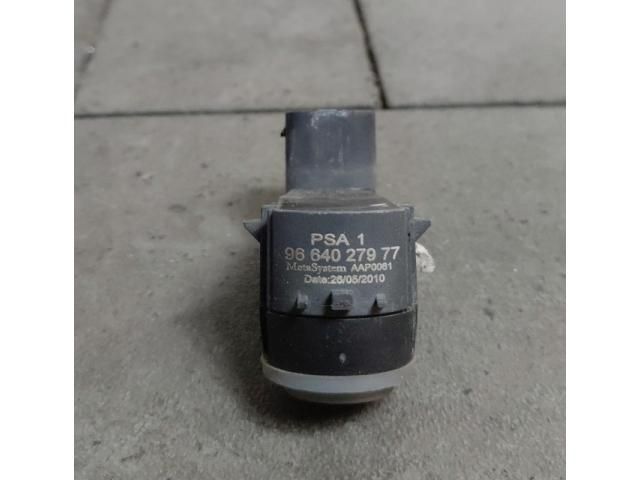 PSA 1
96 640 279 77
MetaSystem AAP0061
Date:26/05/2010